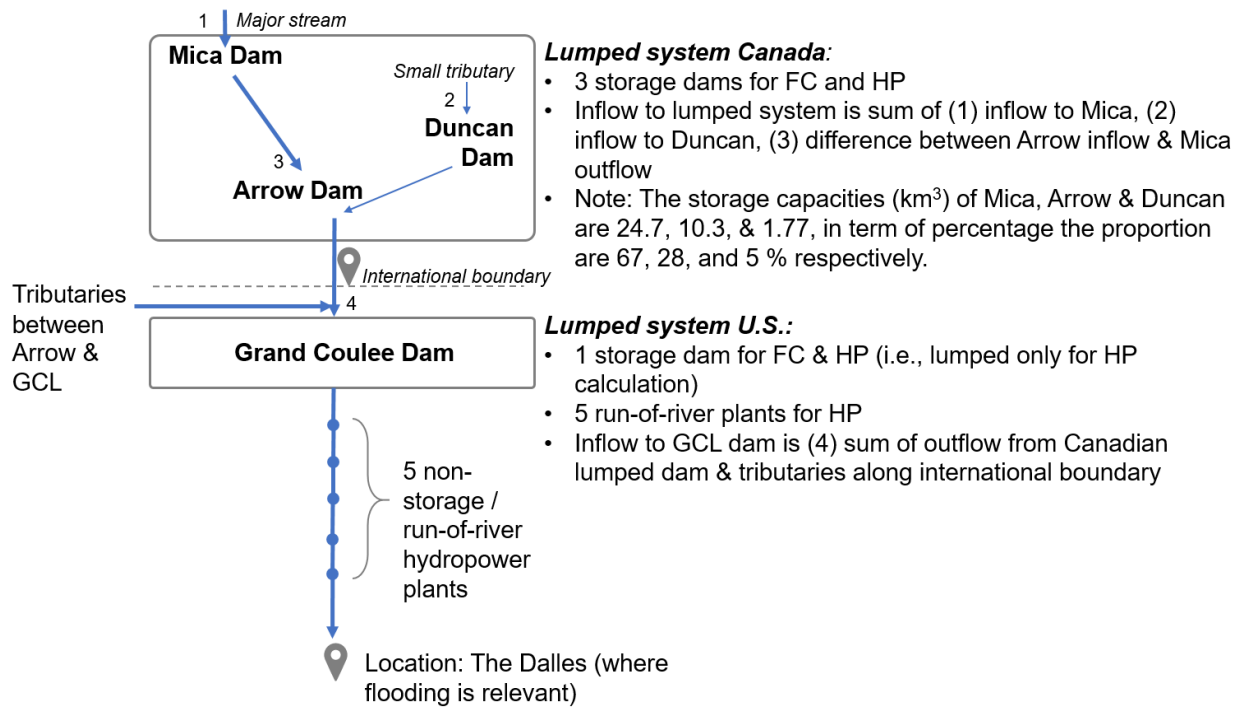 1
Major stream
Mica Dam
Small tributary
2
Duncan
Dam
3
Arrow Dam
International boundary
4
Tributaries
between
Arrow &
GCL
Grand Coulee Dam
5 non-
storage /
run-of-river
hydropower
plants
Location: The Dalles (where
flooding is relevant)
Lumped system Canada:
• 3 storage dams for FC and HP
• Inflow to lumped system is sum of (1) inflow to Mica, (2)
inflow to Duncan, (3) difference between Arrow inflow & Mica
outflow
• Note: The storage capacities (km³) of Mica, Arrow & Duncan
are 24.7, 10.3, & 1.77, in term of percentage the proportion
are 67, 28, and 5 % respectively.
Lumped system U.S.:
• 1 storage dam for FC & HP (i.e., lumped only for HP
calculation)
• 5 run-of-river plants for HP
• Inflow to GCL dam is (4) sum of outflow from Canadian
lumped dam & tributaries along international boundary